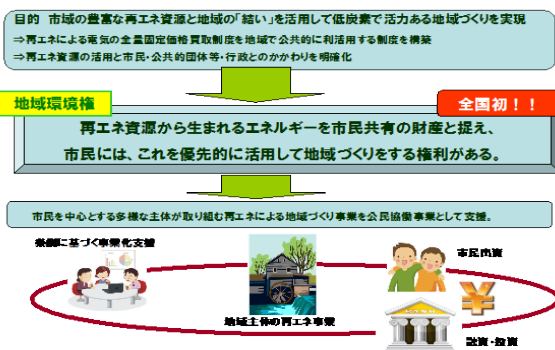 目的 市域の豊富な再エネ資源と地域の「結い」を活用して低炭素で活力ある地域づくりを実現
⇒再エネによる電気の全量固定価格買取制度を地域で公共的に利活用する制度を構築
⇒再エネ資源の活用と市民・公共的団体等・行政とのかかわりを明確化
地域環境権
全国初!!
再エネ資源から生まれるエネルギーを市民共有の財産と捉え、
市民には、これを優先的に活用して地域づくりをする権利がある。
市民を中心とする多様な主体が取り組む再エネによる地域づくり事業を公民協働事業として支援。
条例に基づく事業化支援
市民出資
地域主体の再エネ事業
¥
融資・投資